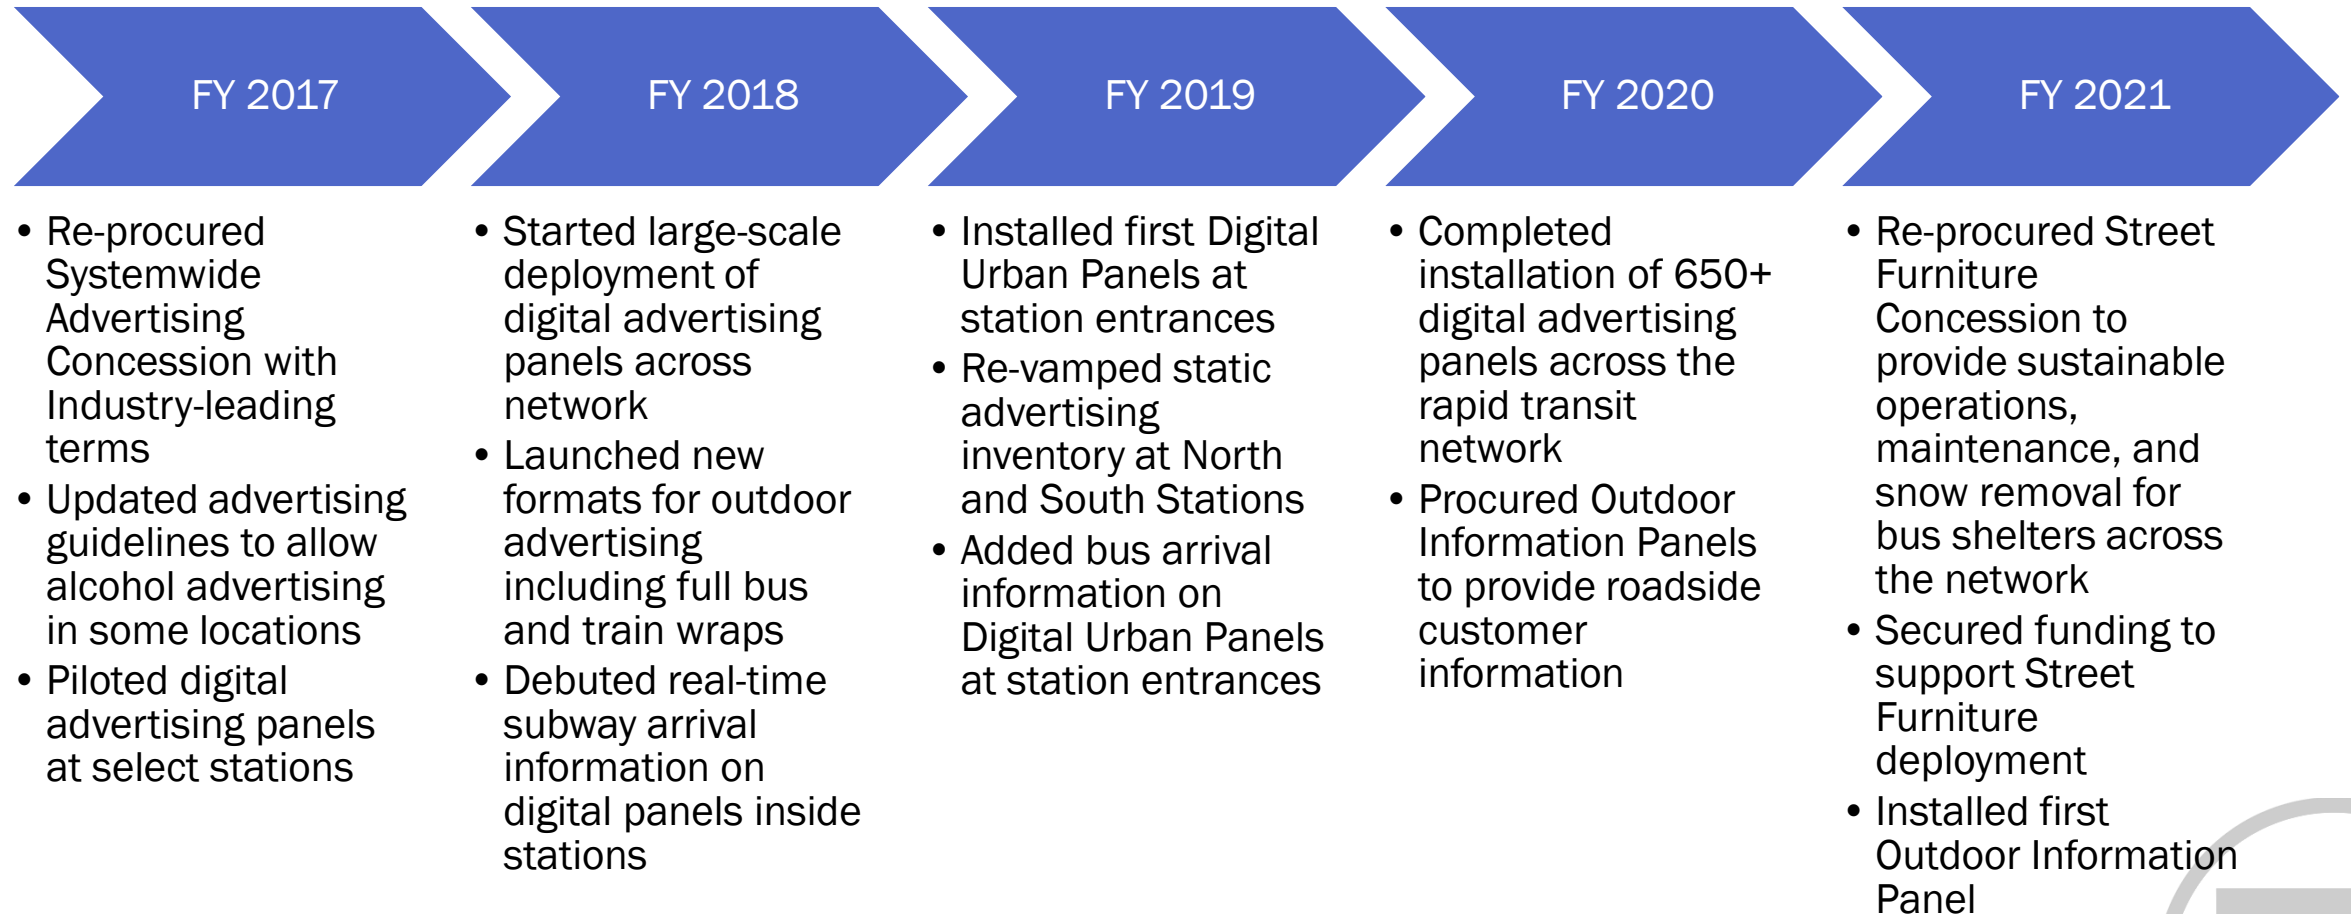 FY 2017
• Re-procured
Systemwide
Advertising
Concession with
Industry-leading
terms
• Updated advertising
guidelines to allow
alcohol advertising
in some locations
• Piloted digital
advertising panels
at select stations
FY 2018
• Started large-scale
deployment of
digital advertising
panels across
network
• Launched new
formats for outdoor
advertising
including full bus
and train wraps
• Debuted real-time
subway arrival
information on
digital panels inside
stations
FY 2019
• Installed first Digital
Urban Panels at
station entrances
• Re-vamped static
advertising
inventory at North
and South Stations
• Added bus arrival
information on
Digital Urban Panels
at station entrances
FY 2020
• Completed
installation of 650+
digital advertising
panels across the
rapid transit
network
• Procured Outdoor
Information Panels
to provide roadside
customer
information
FY 2021
• Re-procured Street
Furniture
Concession to
provide sustainable
operations,
maintenance, and
snow removal for
bus shelters across
the network
• Secured funding to
support Street
Furniture
deployment
• Installed first
Outdoor Information
Panel